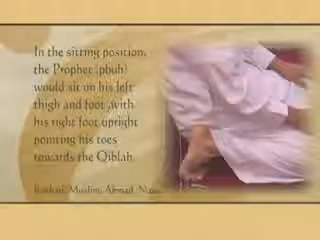 In the sitting position,
the Prophet (pbuh)
would sit on his left
thigh and foot ,with
his right foot upright
pointing his toes
towards the Qiblah.
Bukhari, Muslim, Ahmad,